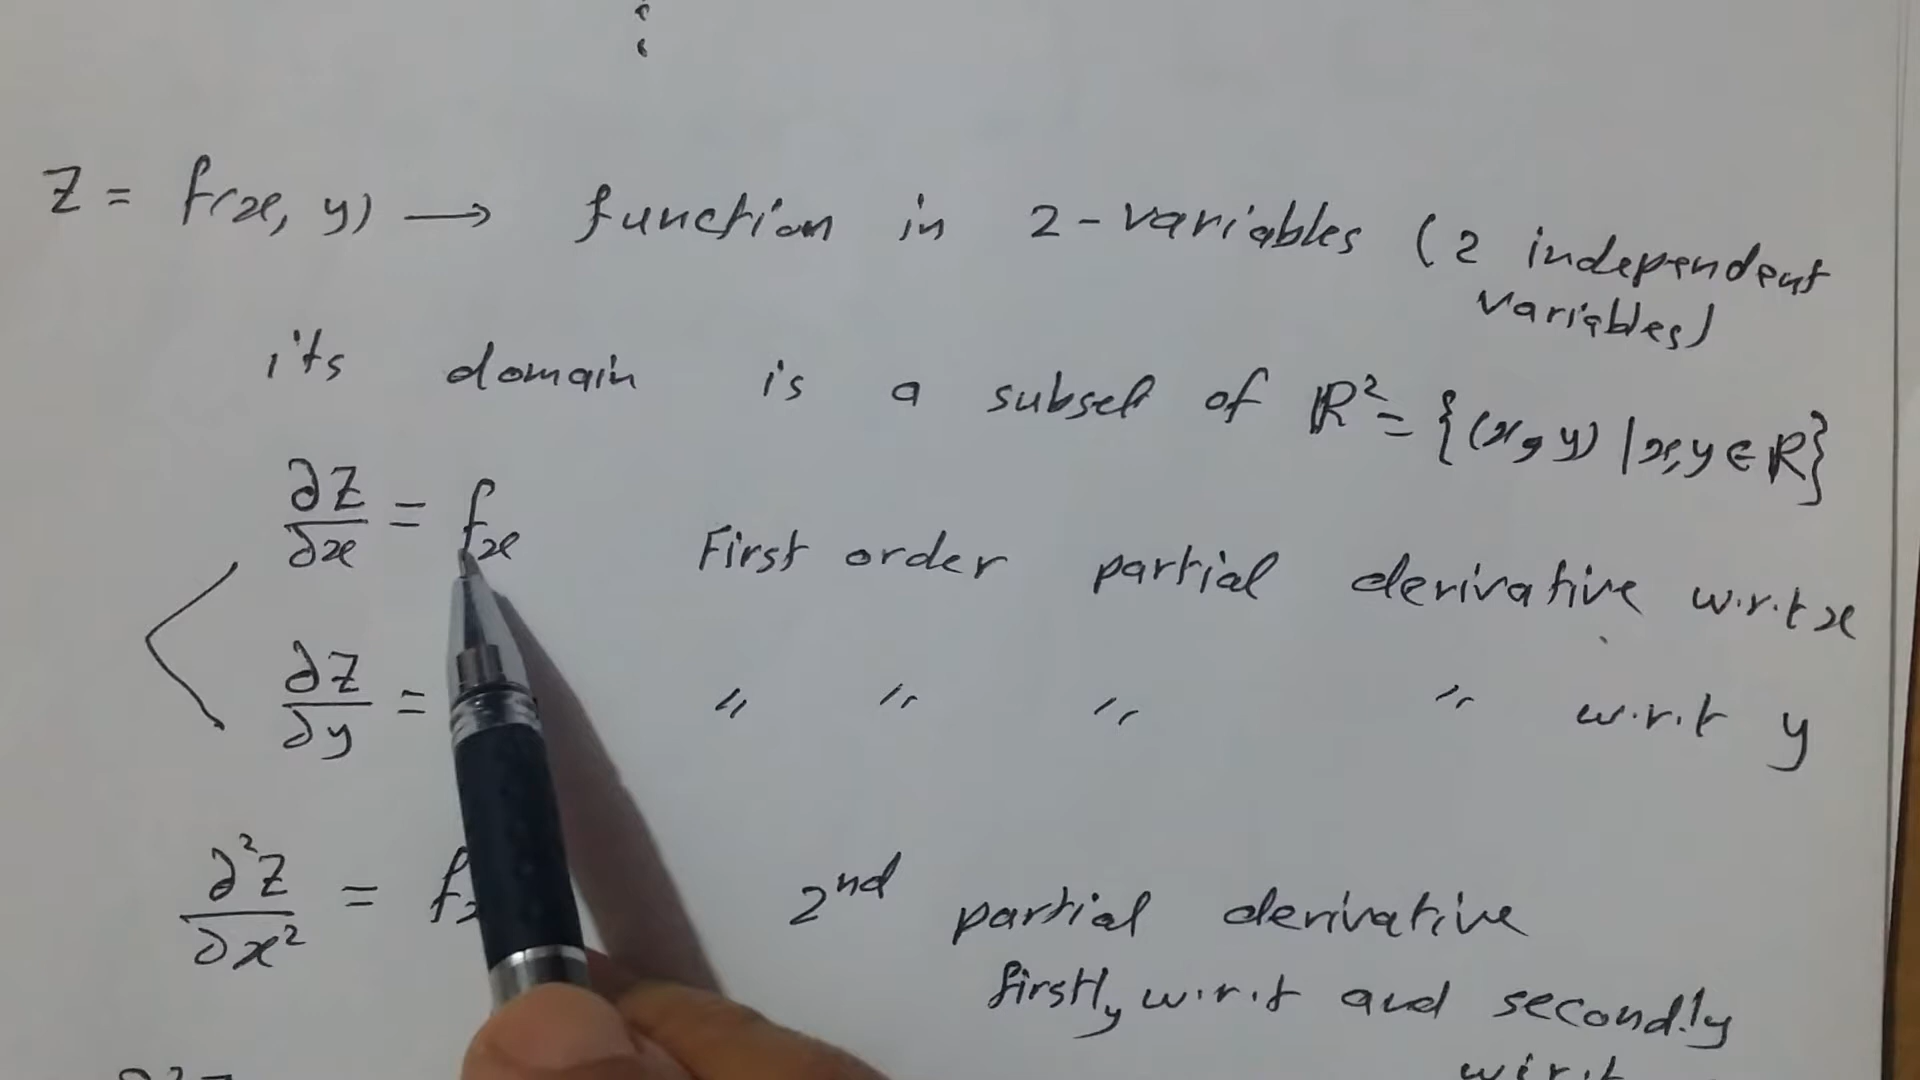 Z = f(x, y) → function in 2-variables (2 independent variables)
its domain is a subset of ℝ² = {(x, y) | x, y ∈ ℝ}
∂Z/∂x = fx First order partial derivative w.r.t x
∂Z/∂y = " " " " w.r.t y
∂²Z/∂x² = f 2nd partial derivative
firstly w.r.t and secondly
w.r.t